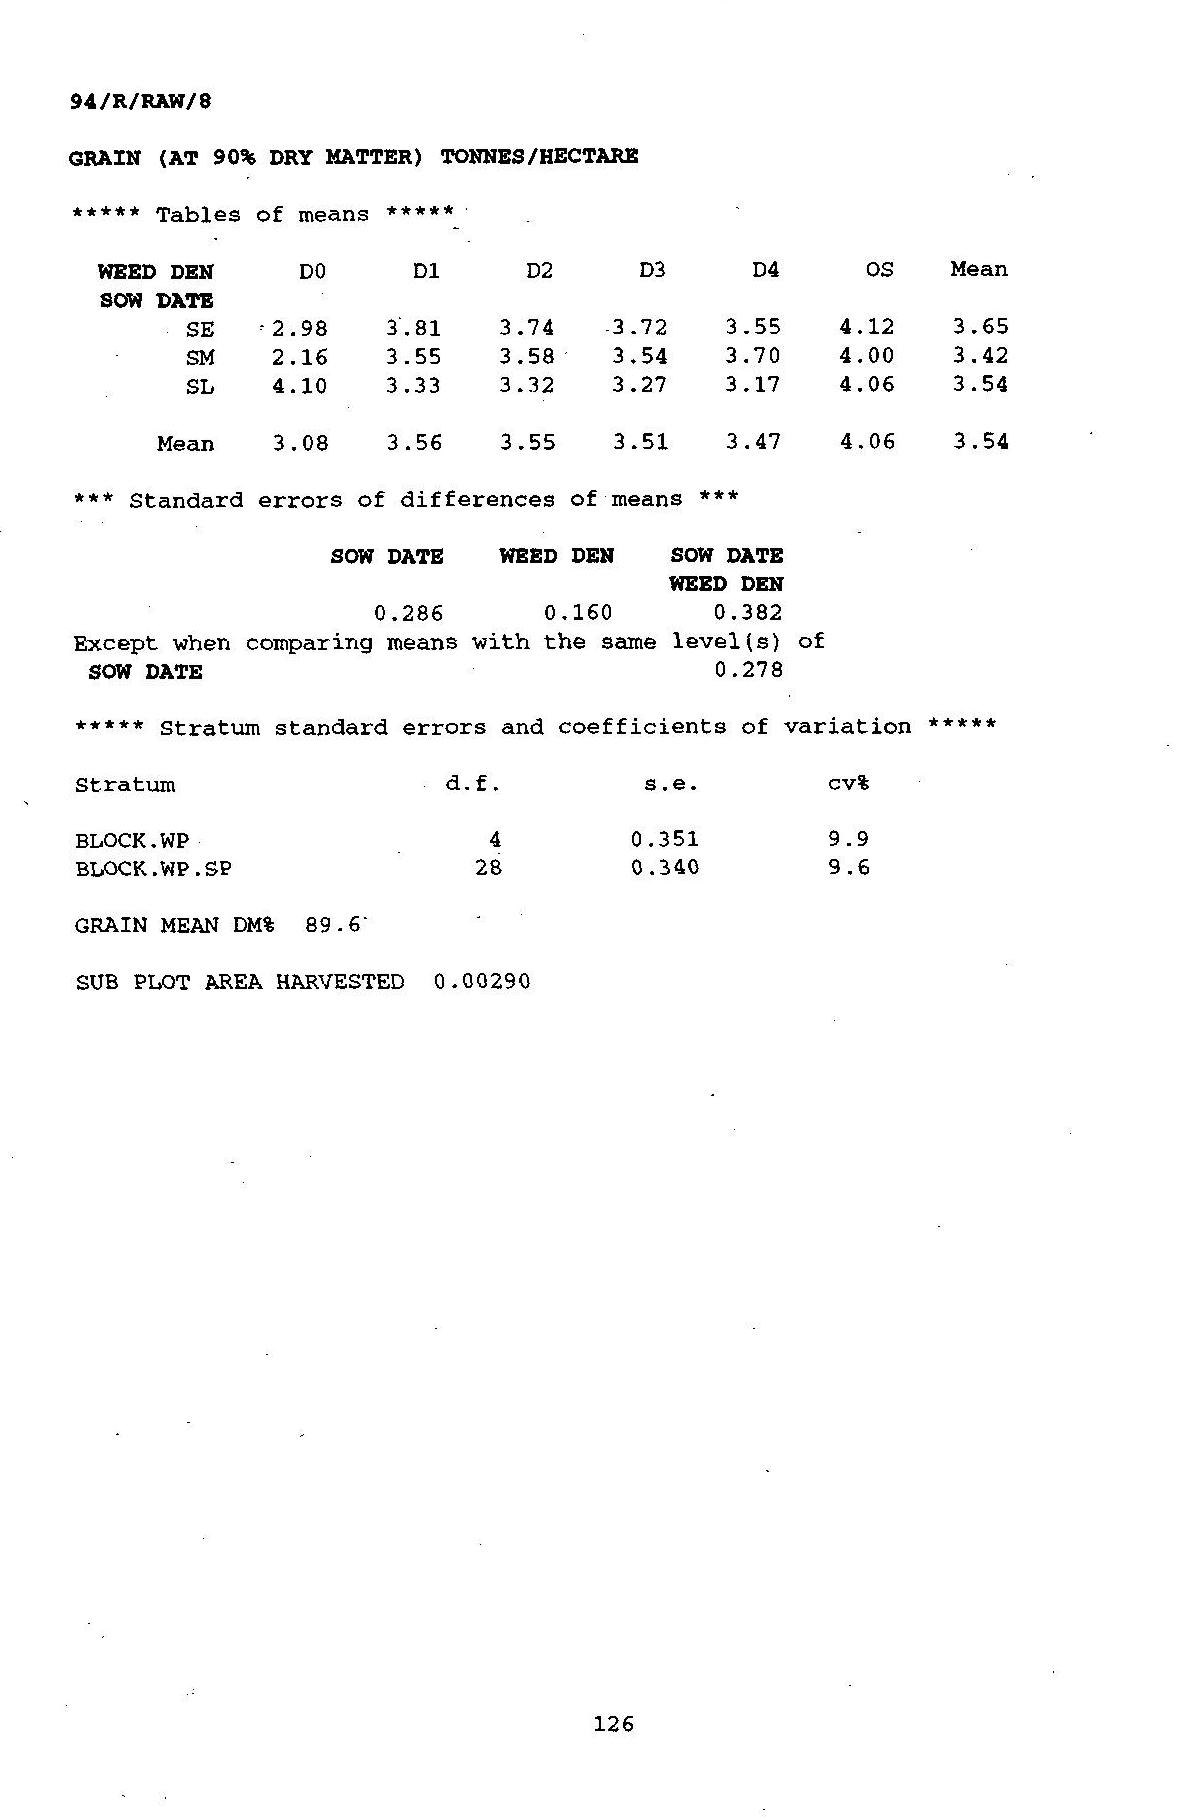 94/R/RAW/8
GRAIN (AT 90% DRY MATTER) TONNES/HECTARE
***** Tables of means *****
WEED DEN D0 D1 D2 D3 D4 OS Mean
SOW DATE
SE 2.98 3.81 3.74 3.72 3.55 4.12 3.65
SM 2.16 3.55 3.58 3.54 3.70 4.00 3.42
SL 4.10 3.33 3.32 3.27 3.17 4.06 3.54
Mean 3.08 3.56 3.55 3.51 3.47 4.06 3.54
*** Standard errors of differences of means ***
SOW DATE WEED DEN SOW DATE
WEED DEN
0.286 0.160 0.382
Except when comparing means with the same level(s) of
SOW DATE 0.278
***** Stratum standard errors and coefficients of variation *****
Stratum d.f. s.e. cv%
BLOCK.WP 4 0.351 9.9
BLOCK.WP.SP 28 0.340 9.6
GRAIN MEAN DM% 89.6
SUB PLOT AREA HARVESTED 0.00290
126